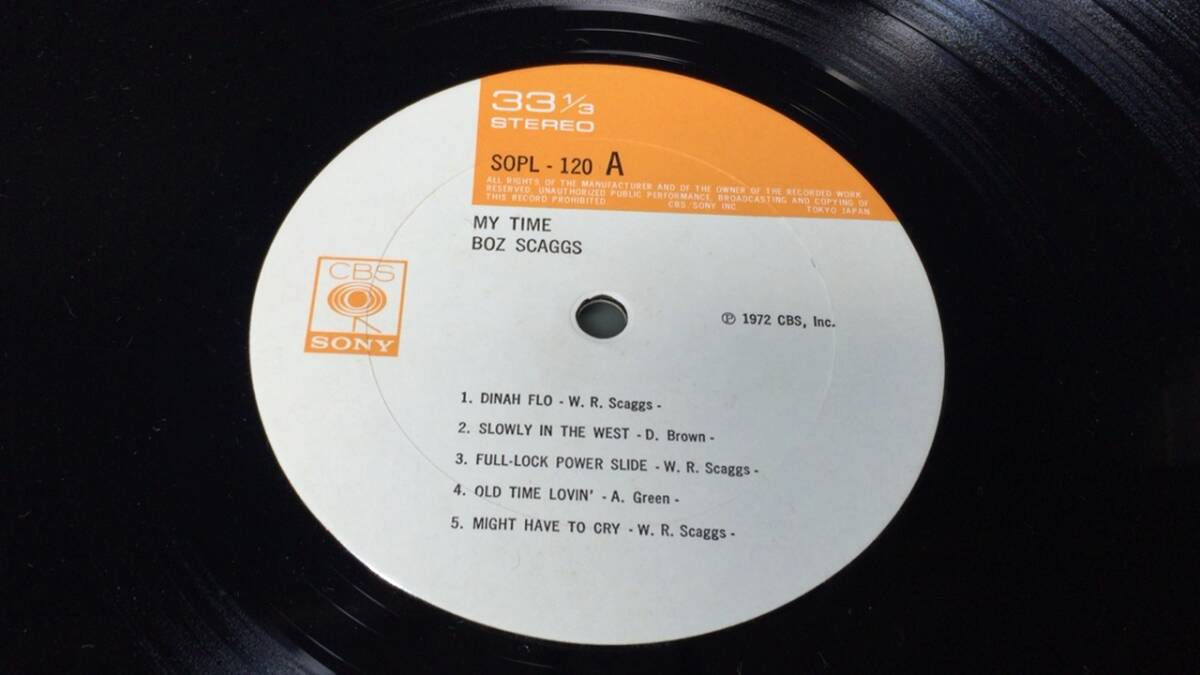 33 1/3
STEREO
SOPL - 120 A
ALL RIGHTS OF THE MANUFACTURER AND OF THE OWNER OF THE RECORDED WORK
RESERVED. UNAUTHORIZED PUBLIC PERFORMANCE, BROADCASTING AND COPYING OF
THIS RECORD PROHIBITED CBS/SONY INC. TOKYO JAPAN
MY TIME
BOZ SCAGGS
CBS
SONY
℗ 1972 CBS, Inc.
1. DINAH FLO - W. R. Scaggs -
2. SLOWLY IN THE WEST - D. Brown -
3. FULL-LOCK POWER SLIDE - W. R. Scaggs -
4. OLD TIME LOVIN' - A. Green -
5. MIGHT HAVE TO CRY - W. R. Scaggs -